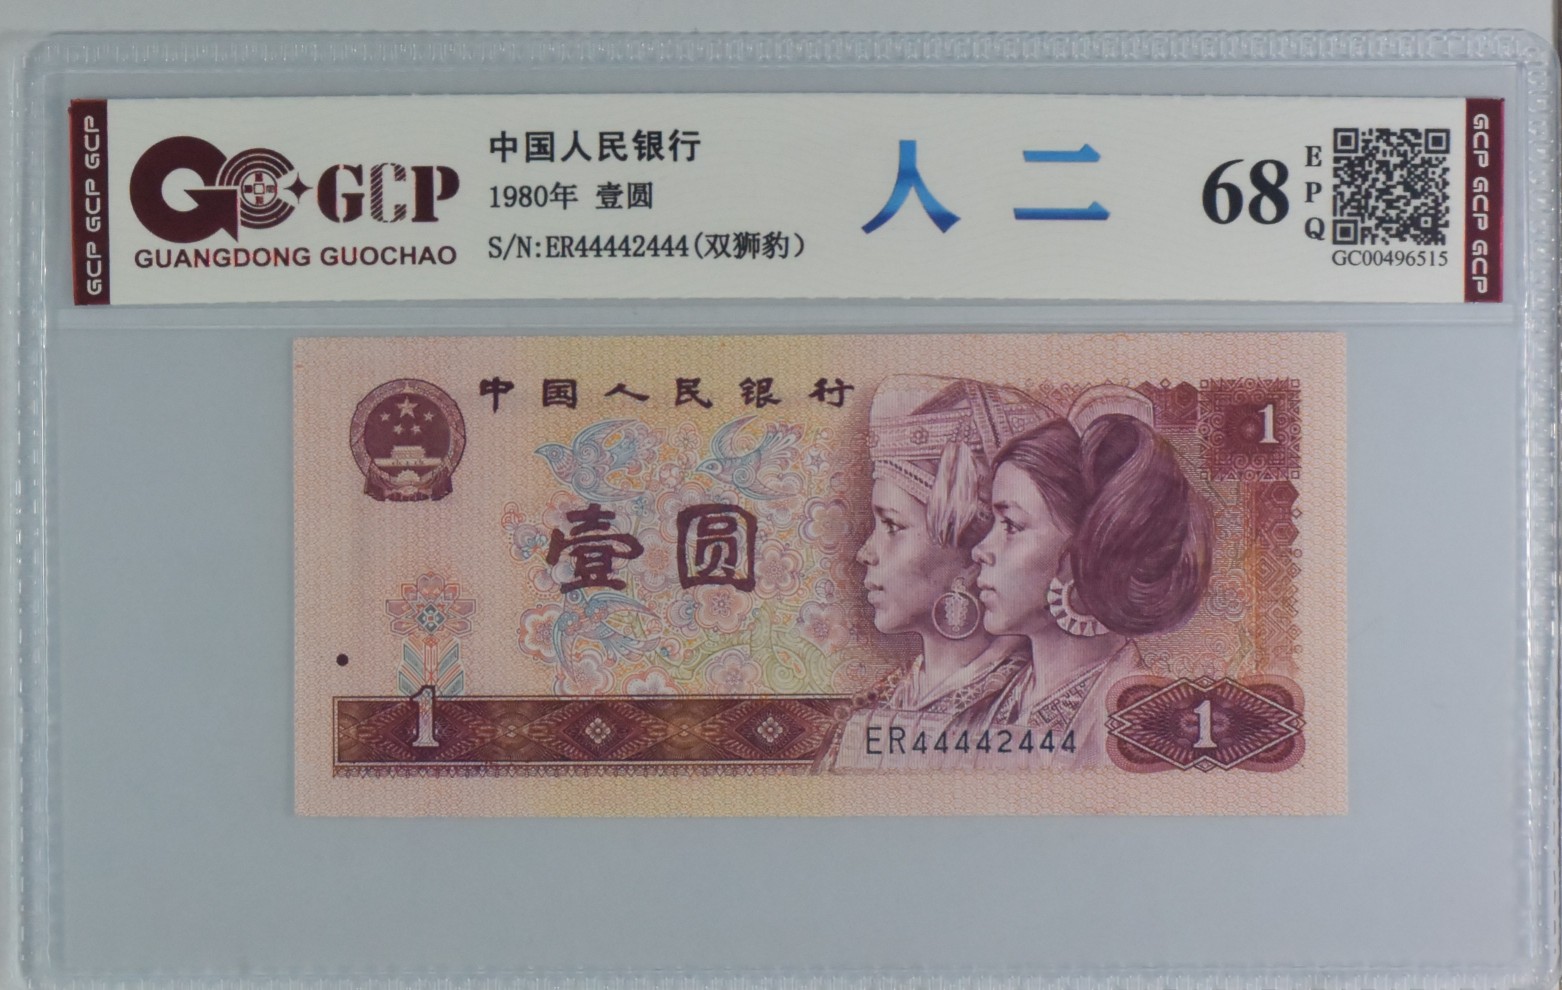 GCP GCP GCP
GCP
GUANGDONG GUOCHAO
中国人民银行
1980年 壹圆
S/N:ER44442444(双狮豹)
人 二
68
EPQ
GC00496515
GCP GCP GCP
中国人民银行
1
壹圆
1
ER44442444
1